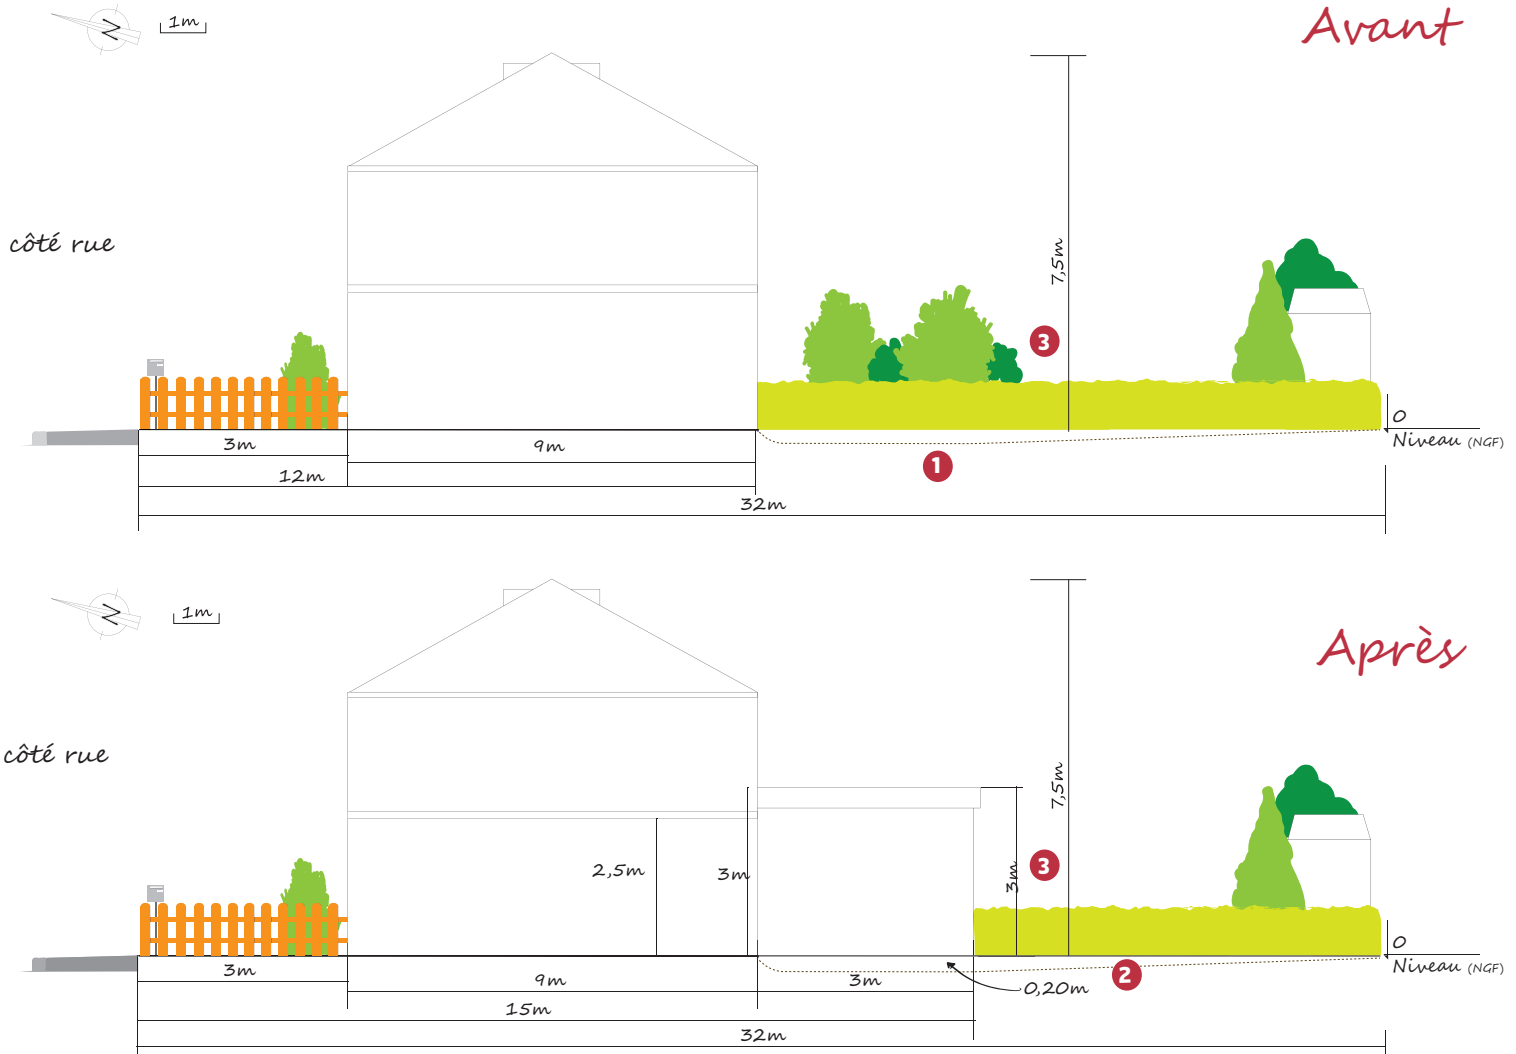 N
1m
Avant
côté rue
7,5m
3
0
Niveau (NGF)
3m
9m
1
12m
32m
N
1m
Après
côté rue
7,5m
2,5m
3m
3m
3
0
Niveau (NGF)
3m
9m
3m
0,20m
2
15m
32m